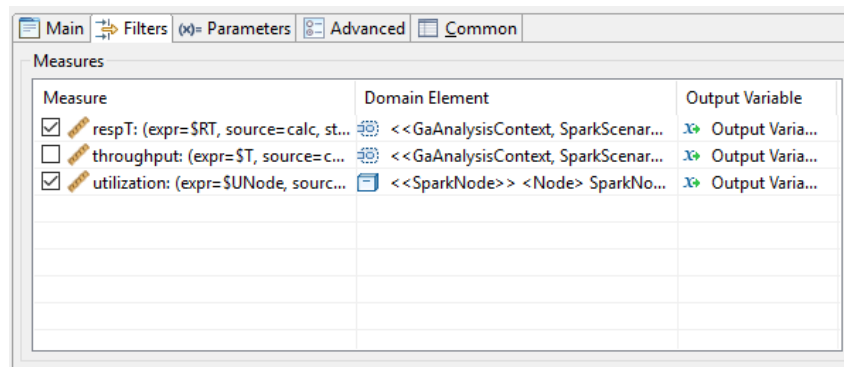 Main Filters (x)= Parameters Advanced Common
Measures
Measure Domain Element Output Variable
respT: (expr=$RT, source=calc, st... <<GaAnalysisContext, SparkScenar... x Output Varia...
throughput: (expr=$T, source=c... <<GaAnalysisContext, SparkScenar... x Output Varia...
utilization: (expr=$UNode, sourc... <<SparkNode>> <Node> SparkNo... x Output Varia...